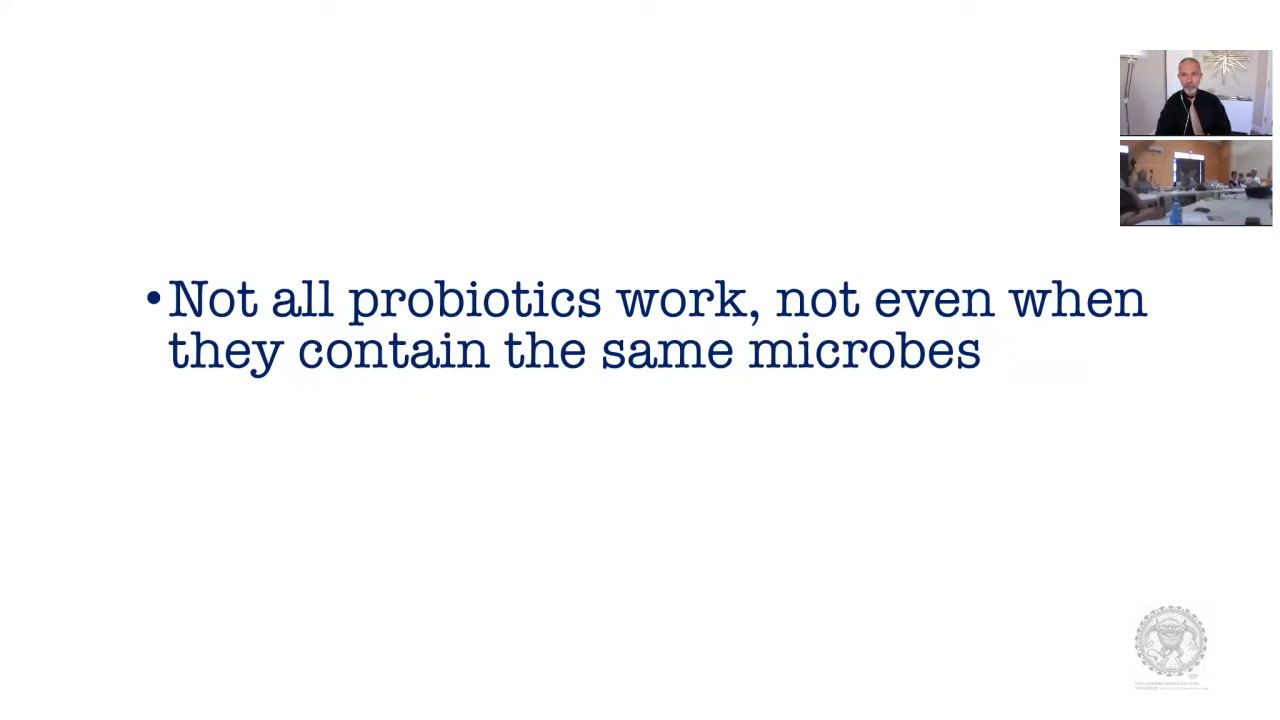 •Not all probiotics work, not even when
they contain the same microbes